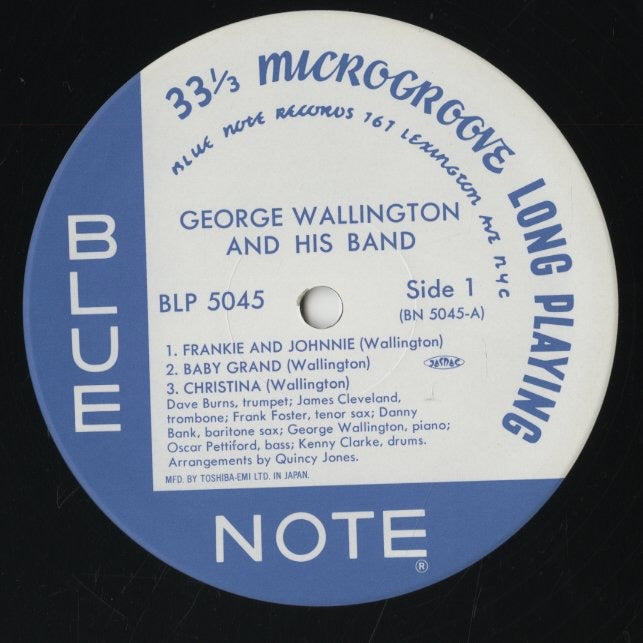 33⅓ MICROGROOVE LONG PLAYING
BLUE NOTE RECORDS 767 LEXINGTON AVE NYC
GEORGE WALLINGTON
AND HIS BAND
BLP 5045
Side 1
(BN 5045-A)
1. FRANKIE AND JOHNNIE (Wallington)
2. BABY GRAND (Wallington)
3. CHRISTINA (Wallington)
JASRAC
Dave Burns, trumpet; James Cleveland,
trombone; Frank Foster, tenor sax; Danny
Bank, baritone sax; George Wallington, piano;
Oscar Pettiford, bass; Kenny Clarke, drums.
Arrangements by Quincy Jones.
MFD. BY TOSHIBA-EMI LTD. IN JAPAN.
BLUE
NOTE®